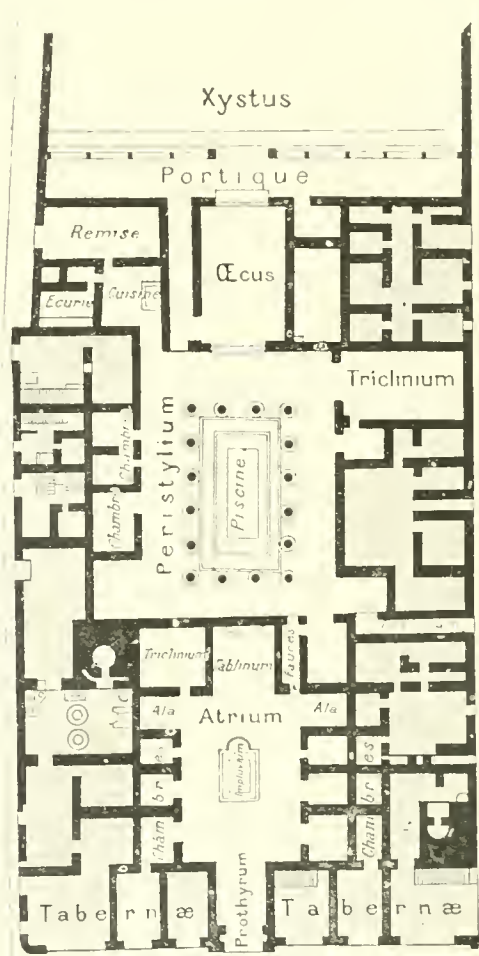 Xystus
Portique
Remise
Œcus
Ecurie
Cuisine
Triclinium
Peristylium
Chambre
Chambre
Piscine
Triclinium
Tablinum
fauces
Ala
Atrium
Ala
Impluvium
Chambres
Chambres
Tabernæ
Prothyrum
Tabernæ